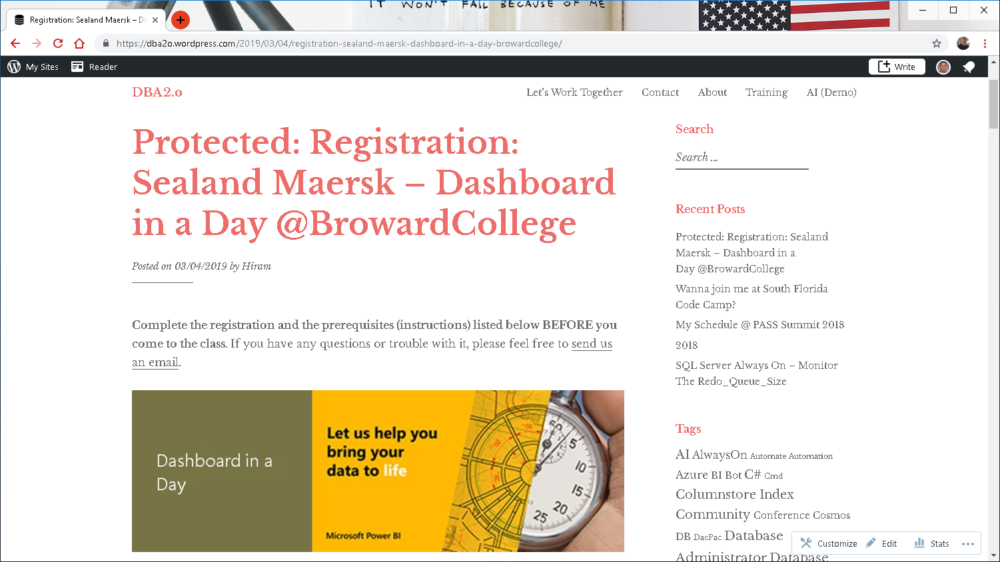 IT WON'T FAIL BECAUSE OF ME
Registration: Sealand Maersk – Da
https://dba2o.wordpress.com/2019/03/04/registration-sealand-maersk-dashboard-in-a-day-browardcollege/
My Sites
Reader
Write
DBA2.0
Let's Work Together
Contact
About
Training
AI (Demo)
Protected: Registration:
Sealand Maersk – Dashboard
in a Day @BrowardCollege
Posted on 03/04/2019 by Hiram
Complete the registration and the prerequisites (instructions) listed below BEFORE you
come to the class. If you have any questions or trouble with it, please feel free to send us
an email.
Dashboard in a
Day
Let us help you
bring your
data to life
Microsoft Power BI
60
5
10
15
20
25
Search
Search ...
Recent Posts
Protected: Registration: Sealand
Maersk – Dashboard in a
Day @BrowardCollege
Wanna join me at South Florida
Code Camp?
My Schedule @ PASS Summit 2018
2018
SQL Server Always On – Monitor
The Redo_Queue_Size
Tags
AI AlwaysOn Automate Automation
Azure BI Bot C# Cmd
Columnstore Index
Community Conference Cosmos
DB DacPac Database
Administrator Database
Customize
Edit
Stats